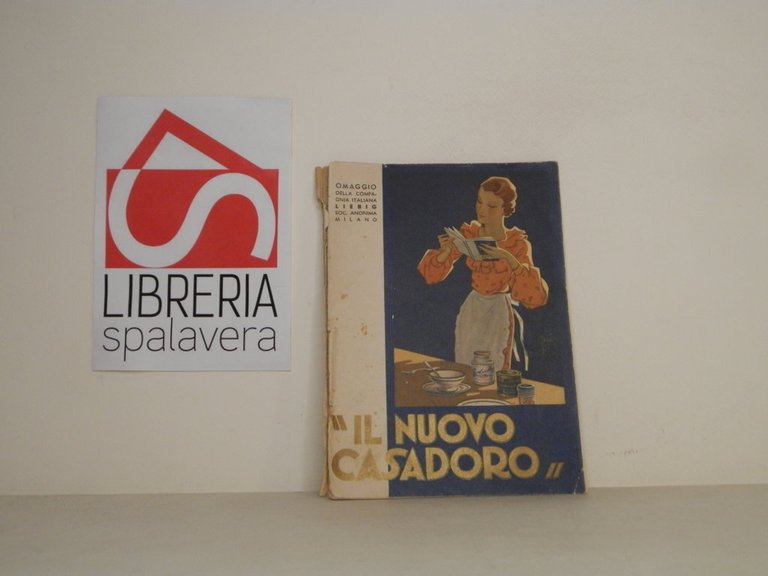 LIBRERIA
spalavera
OMAGGIO
DELLA COMPA-
GNIA ITALIANA
LIEBIG
SOC. ANONIMA
MILANO
"IL NUOVO
CASADORO"